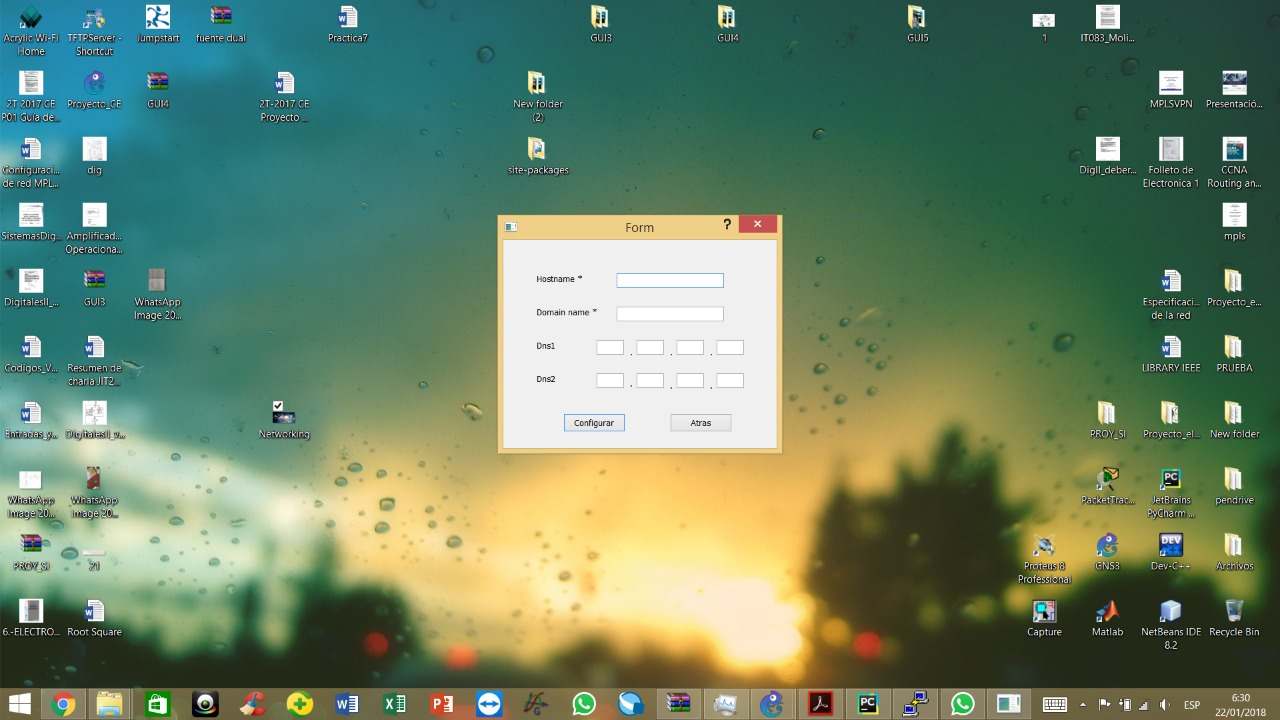 Acrylic Wi-Fi
Home
TFTPServer -
Shortcut
Jumpstart
fuente dual
Practica7
GUI3
GUI4
GUI5
1
IT083_Moli...
2T 2017 CE
P01 Guia de...
Proyecto_CE
GUI4
2T-2017 CE
Proyecto ...
New folder
(2)
MPLSVPN
Presentacio...
Configuraci...
de red MPL...
dig
site-packages
DigII_deber...
Folleto de
Electronica 1
CCNA
Routing an...
SistemasDig...
Amplificad...
Operaciona...
mpls
Form
?
Hostname *
Domain name *
Dns1
. . .
Dns2
. . .
Configurar
Atras
DigitalesII_...
GUI3
WhatsApp
Image 20...
Especificaci...
de la red
Proyecto_e...
Codigos_V...
Resumen de
cnaria JIT2...
LIBRARY IEEE
PRUEBA
Entradas_y...
Networking
PROY_SI
Proyecto_el...
New folder
WhatsApp
Image 20...
WhatsApp
Image 20...
PacketTrac...
JetBrains
PyCharm ...
pendrive
PROY_SI
21
Proteus 8
Professional
GNS3
DEV
Dev-C++
Archivos
6.-ELECTRO...
Root Square
Capture
Matlab
NetBeans IDE
8.2
Recycle Bin
ESP
6:30
22/01/2018